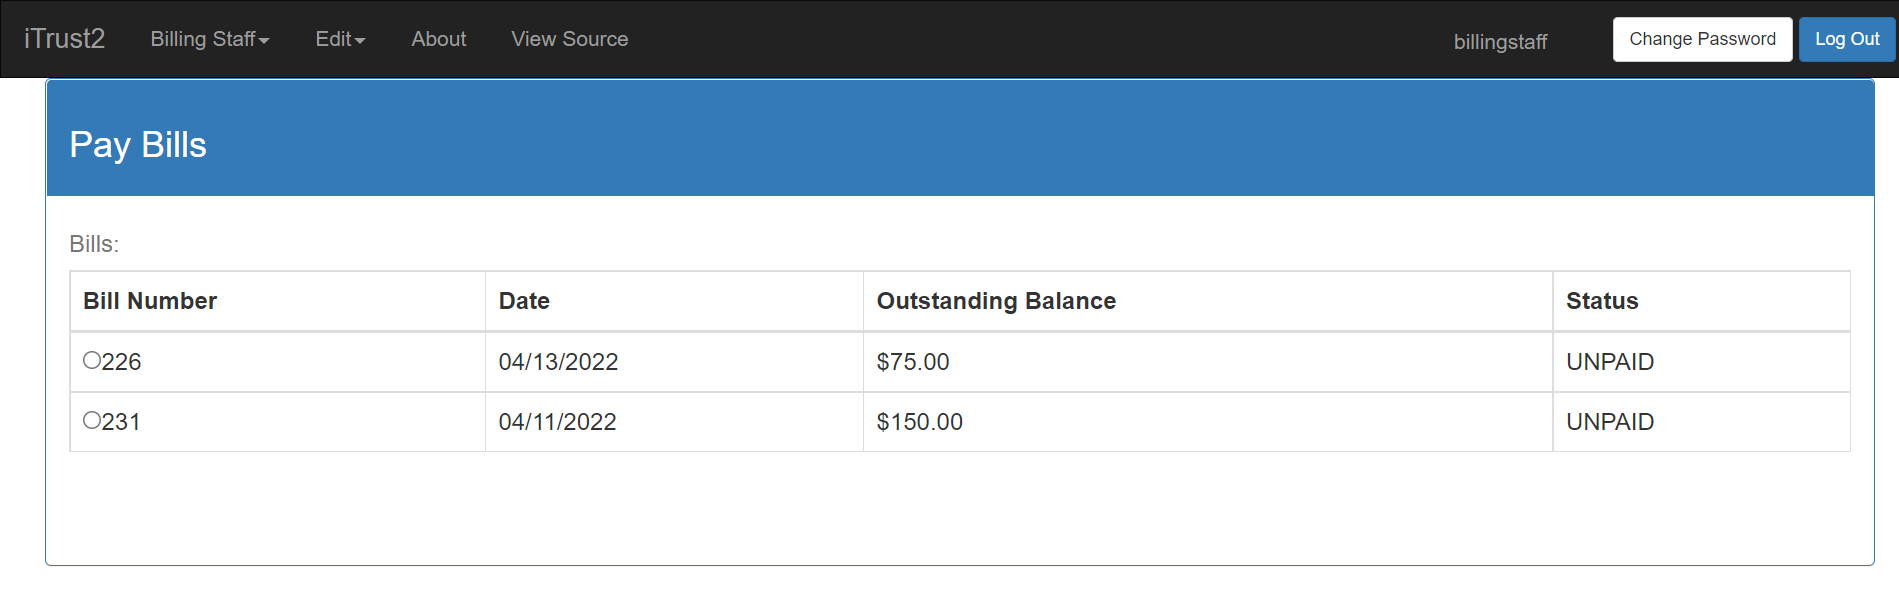 iTrust2 Billing Staff Edit About View Source billingstaff Change Password Log Out
Pay Bills
Bills:
Bill Number Date Outstanding Balance Status
226 04/13/2022 $75.00 UNPAID
231 04/11/2022 $150.00 UNPAID